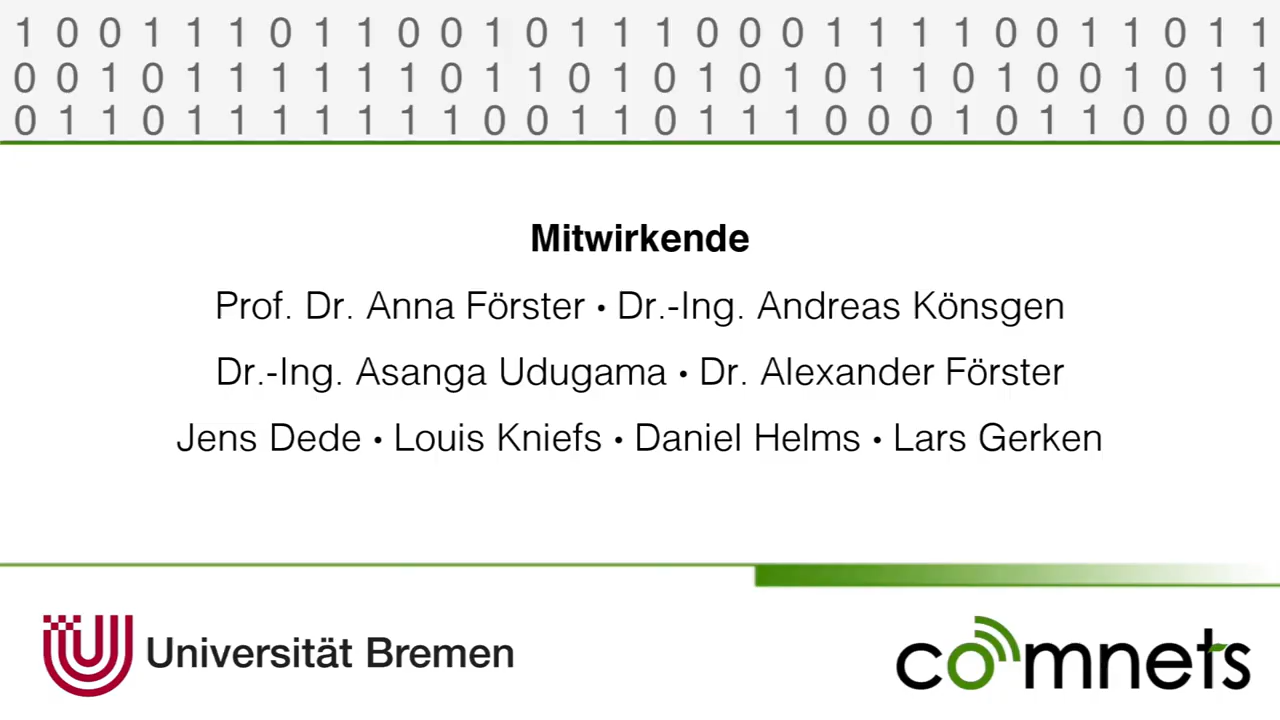 1 0 0 1 1 1 0 1 1 0 0 1 0 1 1 1 0 0 0 1 1 1 1 0 0 1 1 0 1 1
0 0 1 0 1 1 1 1 1 1 0 1 1 0 1 0 1 0 1 0 1 1 0 1 0 0 1 0 1 1
0 1 1 0 1 1 1 1 1 1 1 0 0 1 1 0 1 1 1 0 0 0 1 0 1 1 0 0 0 0
Mitwirkende
Prof. Dr. Anna Förster • Dr.-Ing. Andreas Könsgen
Dr.-Ing. Asanga Udugama • Dr. Alexander Förster
Jens Dede • Louis Kniefs • Daniel Helms • Lars Gerken
Universität Bremen
comnets